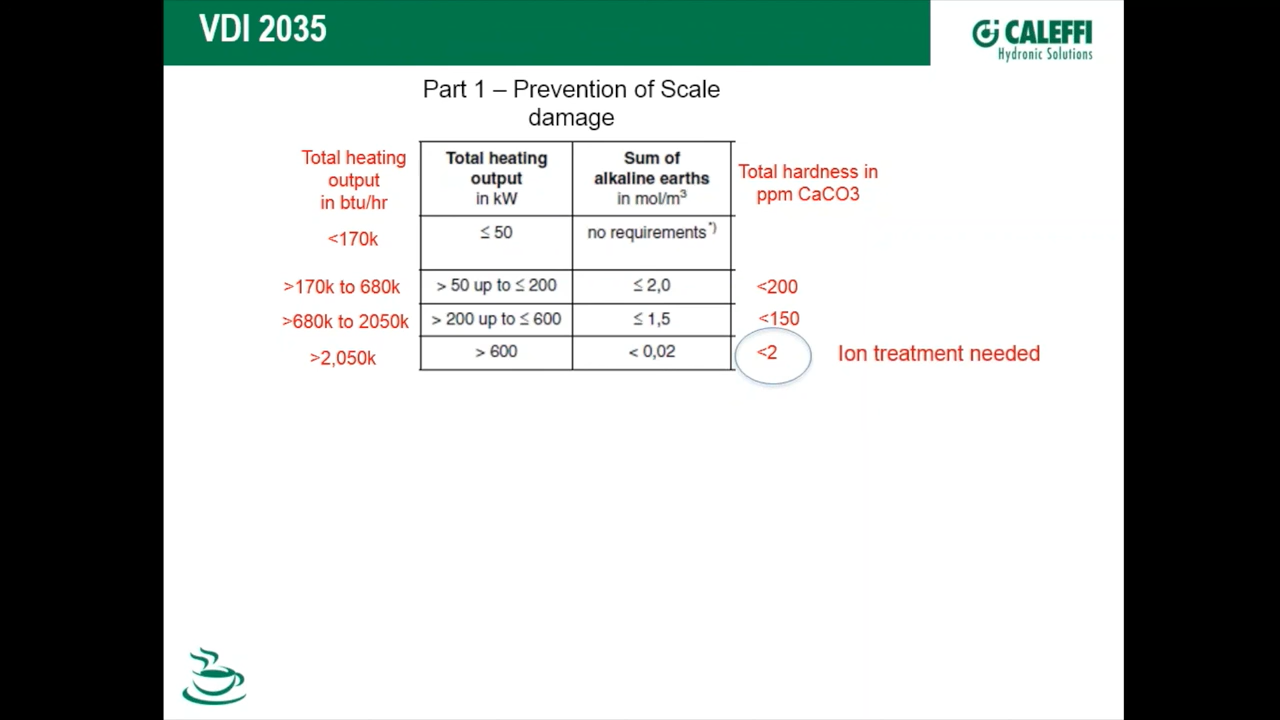 VDI 2035
CALEFFI
Hydronic Solutions
Part 1 – Prevention of Scale
damage
Total heating
output
in btu/hr
Total heating
output
in kW
Sum of
alkaline earths
in mol/m³
Total hardness in
ppm CaCO3
<170k ≤ 50 no requirements*)
>170k to 680k > 50 up to ≤ 200 ≤ 2,0 <200
>680k to 2050k > 200 up to ≤ 600 ≤ 1,5 <150
>2,050k > 600 < 0,02 <2 Ion treatment needed